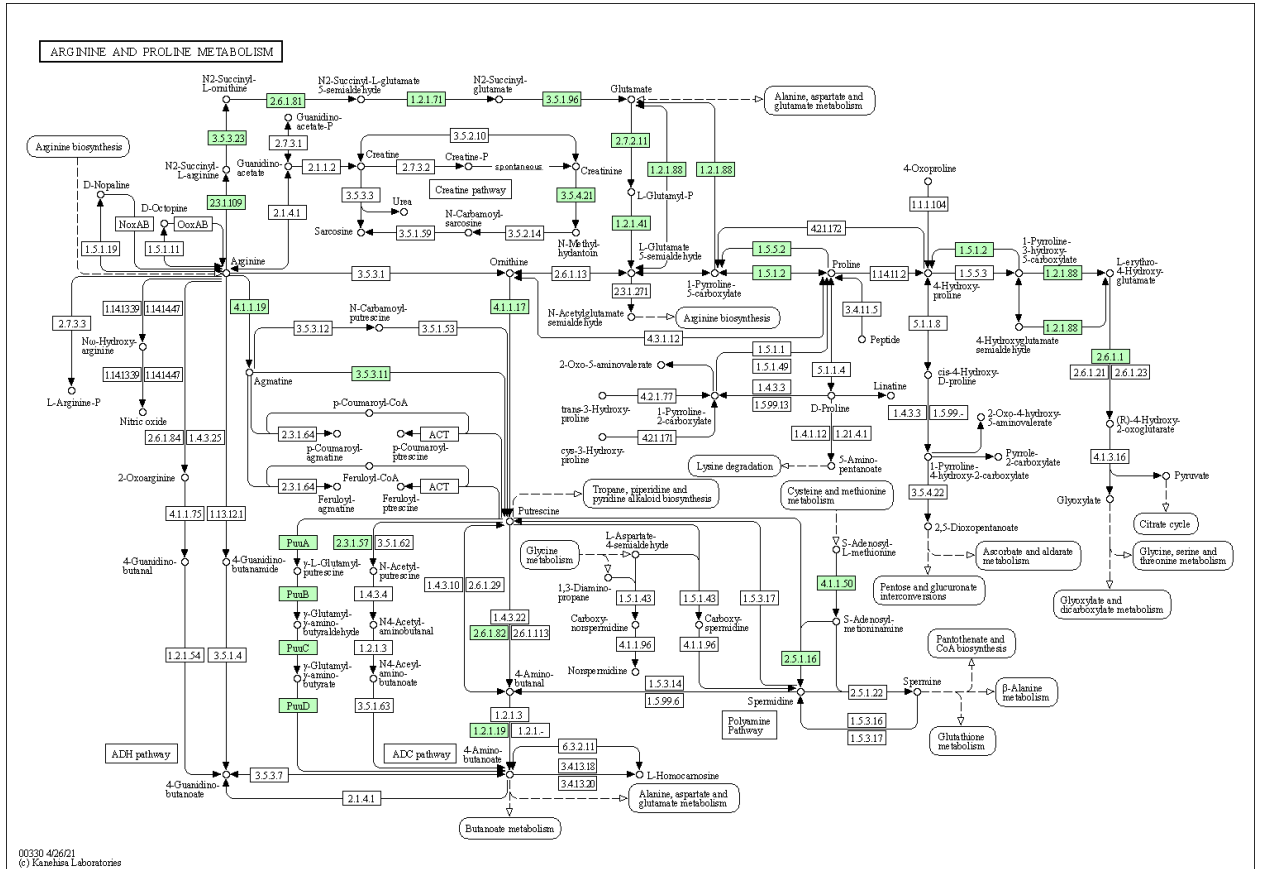 ARGININE AND PROLINE METABOLISM
N2-Succinyl-
L-ornithine
2.6.1.81
N2-Succinyl-L-glutamate
5-semialdehyde
1.2.1.71
N2-Succinyl-
glutamate
3.5.1.96
Glutamate
Alanine, aspartate and
glutamate metabolism
Guanidino-
acetate-P
2.7.3.1
3.5.3.23
Arginine biosynthesis
N2-Succinyl-
L-arginine
Guanidino-
acetate
2.1.1.2
Creatine
2.7.3.2
Creatine-P
spontaneous
3.5.2.10
Creatinine
2.7.2.11
1.2.1.88
1.2.1.88
4-Oxoproline
1.1.1.104
D-Nopaline
2.3.1.109
3.5.3.3
Creatine pathway
3.5.4.21
L-Glutamyl-P
Urea
D-Octopine
NoxAB
OoxAB
2.1.4.1
Sarcosine
3.5.1.59
N-Carbamoyl-
sarcosine
3.5.2.14
N-Methyl-
hydantoin
1.2.1.41
4.2.1.172
1.5.1.19
1.5.1.11
Arginine
3.5.3.1
Ornithine
2.6.1.13
L-Glutamate
5-semialdehyde
1.5.5.2
1.5.1.2
1-Pyrroline-
5-carboxylate
Proline
1.14.11.2
4-Hydroxy-
proline
1.5.1.2
1.5.5.3
1-Pyrroline-
3-hydroxy-
5-carboxylate
1.2.1.88
L-erythro-
4-Hydroxy-
glutamate
2.3.1.271
1.14.13.39
1.14.14.47
4.1.1.19
4.1.1.17
N-Carbamoyl-
putrescine
N-Acetylglutamate
semialdehyde
Arginine biosynthesis
3.4.11.5
2.7.3.3
3.5.3.12
3.5.1.53
4.3.1.12
Peptide
5.1.1.8
1.2.1.88
4-Hydroxyglutamate
semialdehyde
Nω-Hydroxy-
arginine
1.5.1.1
2.6.1.1
2-Oxo-5-aminovalerate
1.5.1.49
5.1.1.4
2.6.1.21
2.6.1.23
1.14.13.39
1.14.14.47
Agmatine
3.5.3.11
cis-4-Hydroxy-
D-proline
L-Arginine-P
1.4.3.3
Linatine
4.2.1.77
1.5.99.13
trans-3-Hydroxy-
proline
1-Pyrroline-
2-carboxylate
D-Proline
Nitric oxide
p-Coumaroyl-CoA
1.4.3.3
1.5.99.-
2-Oxo-4-hydroxy-
5-aminovalerate
(R)-4-Hydroxy-
2-oxoglutarate
2.6.1.84
1.4.3.25
2.3.1.64
ACT
4.2.1.171
1.4.1.12
1.21.4.1
p-Coumaroyl-
agmatine
p-Coumaroyl-
ptrescine
cys-3-Hydroxy-
proline
Pyrrole-
2-carboxylate
4.1.3.16
2-Oxoarginine
Feruloyl-CoA
Lysine degradation
5-Amino-
pentanoate
1-Pyrroline-
4-hydroxy-2-carboxylate
Pyruvate
2.3.1.64
ACT
Feruloyl-
agmatine
Feruloyl-
ptrescine
Tropane, piperidine and
pyridine alkaloid biosynthesis
Cysteine and methionine
metabolism
3.5.4.22
Glyoxylate
4.1.1.75
1.13.12.1
Putrescine
2,5-Dioxopentanoate
Citrate cycle
PuuA
2.3.1.57
3.5.1.62
Glycine
metabolism
L-Aspartate-
4-semialdehyde
S-Adenosyl-
L-methionine
Ascorbate and aldarate
metabolism
Glycine, serine and
threonine metabolism
4-Guanidino-
butanal
4-Guanidino-
butanamide
γ-L-Glutamyl-
putrescine
N-Acetyl-
putrescine
1.4.3.10
2.6.1.29
1,3-Diamino-
propane
4.1.1.50
Pentose and glucuronate
interconversions
Glyoxylate and
dicarboxylate metabolism
PuuB
1.4.3.4
1.5.1.43
1.5.1.43
1.5.3.17
γ-Glutamyl-
γ-amino-
butyraldehyde
N4-Acetyl-
aminobutanal
1.4.3.22
2.6.1.82
2.6.1.113
Carboxy-
norspermidine
Carboxy-
spermidine
S-Adenosyl-
metioninamine
1.2.1.54
3.5.1.4
PuuC
1.2.1.3
4.1.1.96
4.1.1.96
2.5.1.16
Pantothenate and
CoA biosynthesis
γ-Glutamyl-
γ-amino-
butyrate
N4-Aceyl-
amino-
butanoate
4-Amino-
butanal
Norspermidine
1.5.3.14
1.5.99.6
Spermidine
2.5.1.22
Spermine
β-Alanine
metabolism
PuuD
3.5.1.63
1.2.1.3
1.2.1.19
1.2.1.-
Polyamine
Pathway
1.5.3.16
1.5.3.17
Glutathione
metabolism
ADH pathway
ADC pathway
4-Amino-
butanoate
6.3.2.11
3.5.3.7
3.4.13.18
3.4.13.20
L-Homocarnosine
4-Guanidino-
butanoate
2.1.4.1
Alanine, aspartate and
glutamate metabolism
Butanoate metabolism
00330 4/26/21
(c) Kanehisa Laboratories